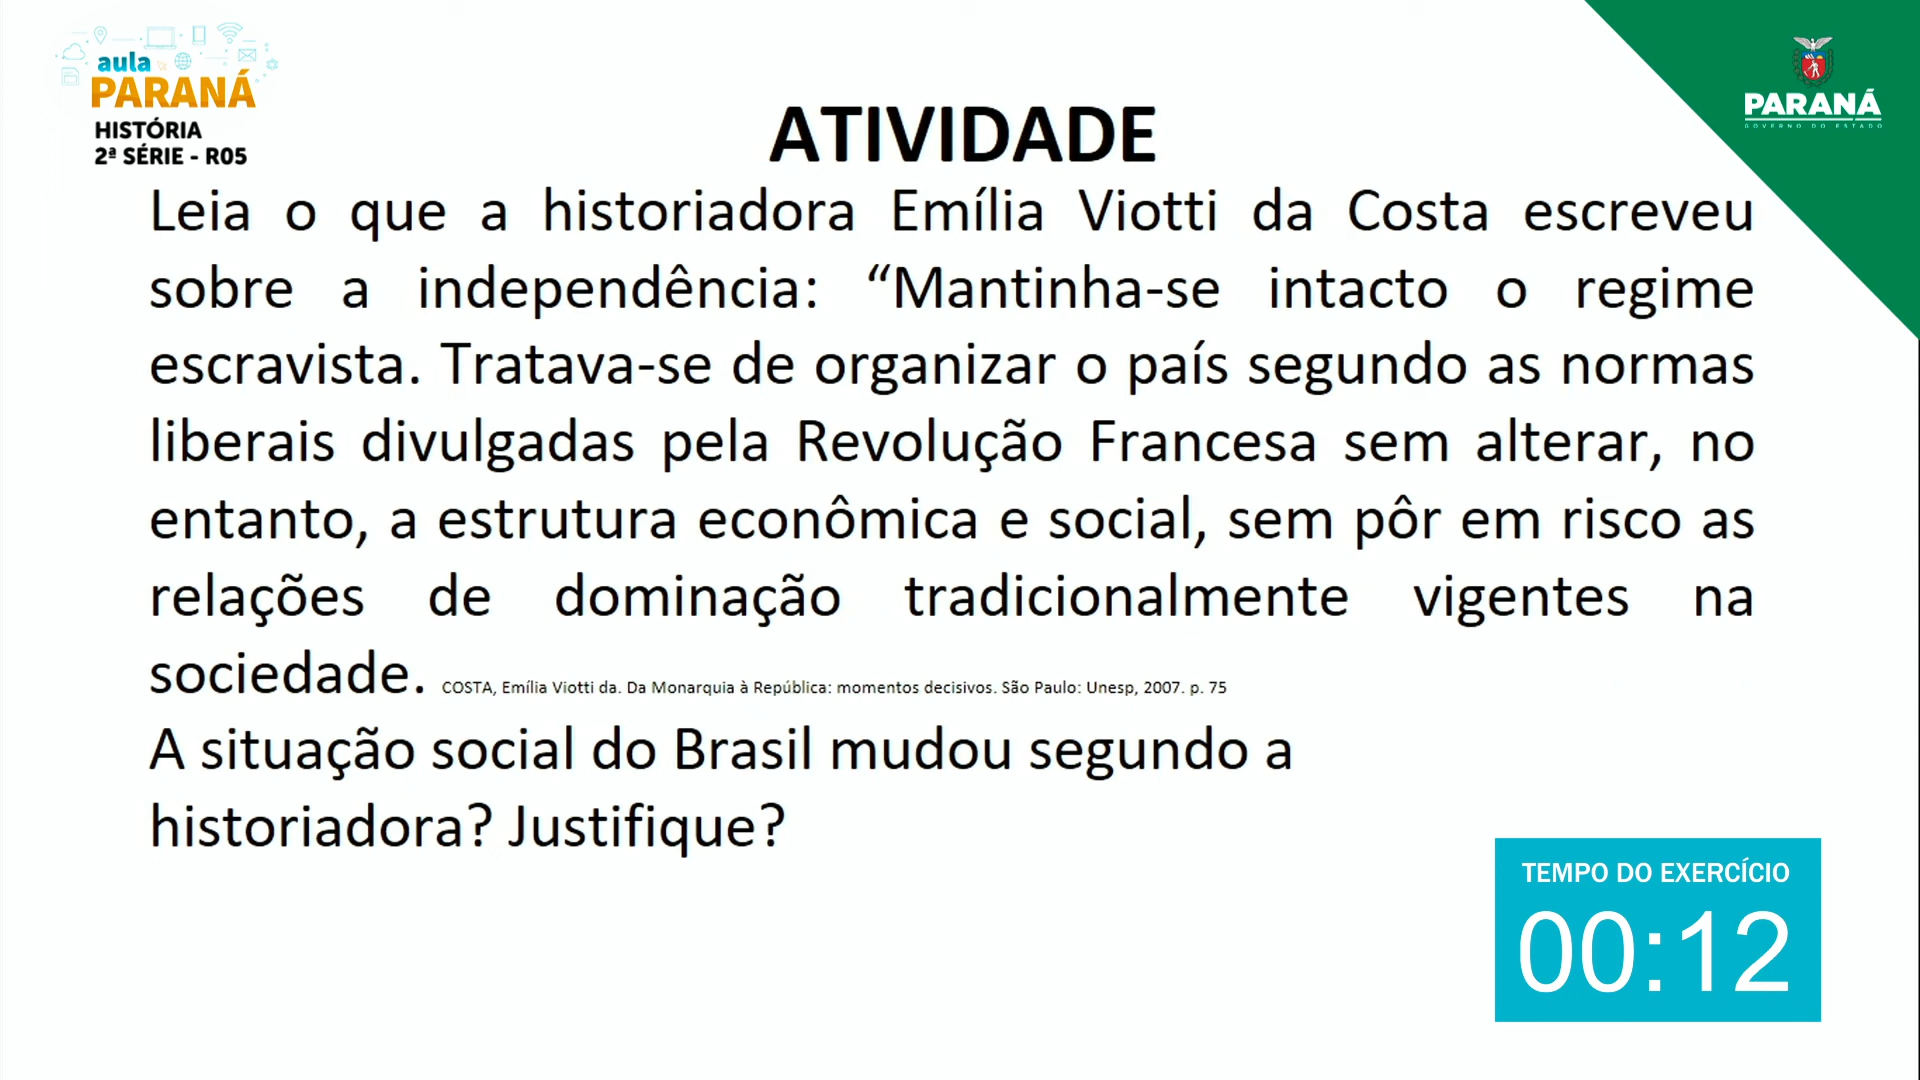 aula
PARANÁ
HISTÓRIA
2ª SÉRIE - R05
PARANÁ
GOVERNO DO ESTADO
ATIVIDADE
Leia o que a historiadora Emília Viotti da Costa escreveu
sobre a independência: “Mantinha-se intacto o regime
escravista. Tratava-se de organizar o país segundo as normas
liberais divulgadas pela Revolução Francesa sem alterar, no
entanto, a estrutura econômica e social, sem pôr em risco as
relações de dominação tradicionalmente vigentes na
sociedade. COSTA, Emília Viotti da. Da Monarquia à República: momentos decisivos. São Paulo: Unesp, 2007. p. 75
A situação social do Brasil mudou segundo a
historiadora? Justifique?
TEMPO DO EXERCÍCIO
00:12